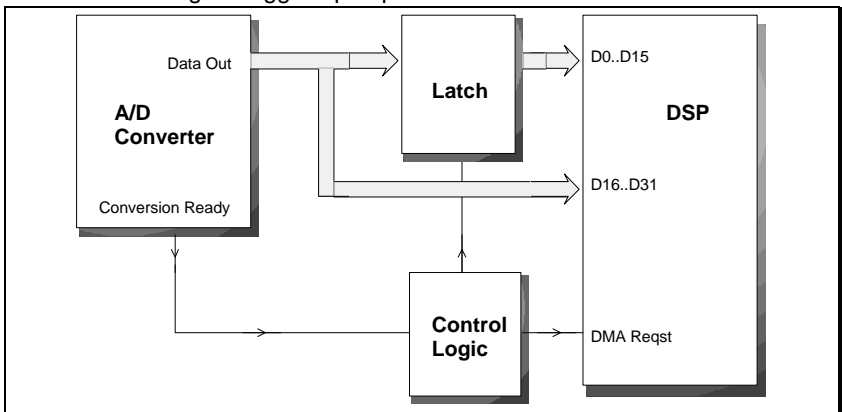 Data Out
D0..D15
Latch
DSP
A/D
Converter
D16..D31
Conversion Ready
Control
Logic
DMA Reqst